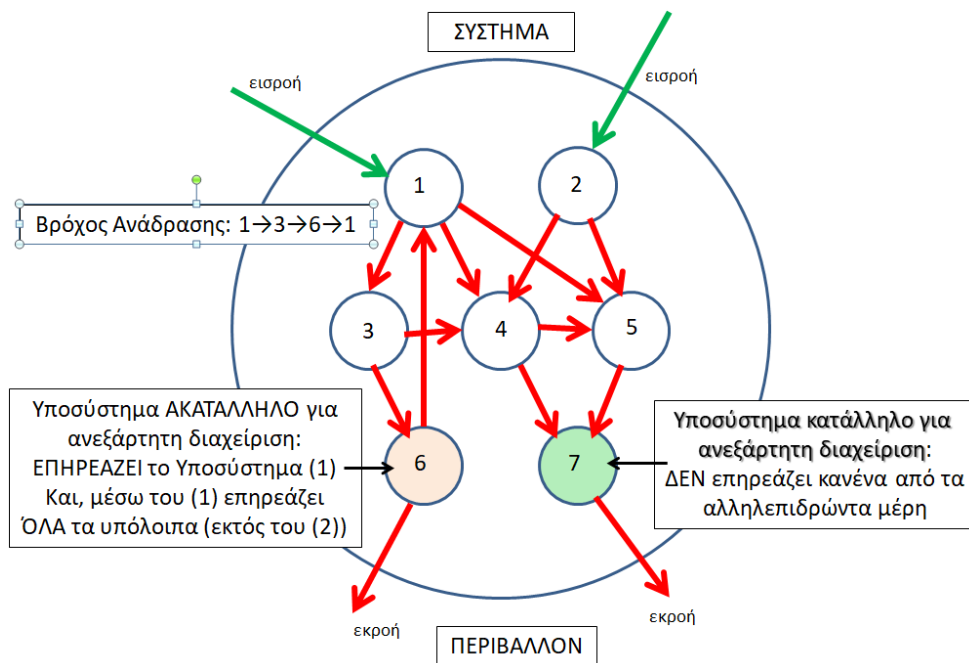 ΣΥΣΤΗΜΑ
εισροή
εισροή
1
2
Βρόχος Ανάδρασης: 1→3→6→1
3
4
5
Υποσύστημα ΑΚΑΤΑΛΛΗΛΟ για
ανεξάρτητη διαχείριση:
ΕΠΗΡΕΑΖΕΙ το Υποσύστημα (1)
Και, μέσω του (1) επηρεάζει
ΌΛΑ τα υπόλοιπα (εκτός του (2))
6
7
Υποσύστημα κατάλληλο για
ανεξάρτητη διαχείριση:
ΔΕΝ επηρεάζει κανένα από τα
αλληλεπιδρώντα μέρη
εκροή
εκροή
ΠΕΡΙΒΑΛΛΟΝ